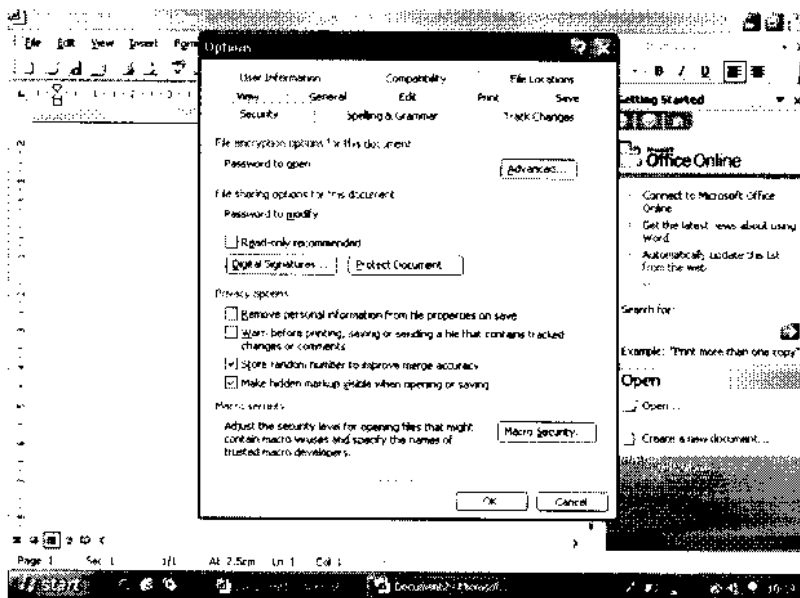 File Edit View Insert
Options
User Information Compatibility File Locations
View General Edit Print Save
Security Spelling & Grammar Track Changes
File encryption options for this document
Password to open
Advanced...
File sharing options for this document
Password to modify
Read-only recommended
Digital Signatures... Protect Document
Privacy options
Remove personal information from file properties on save
Warn before printing, saving or sending a file that contains tracked
changes or comments
Store random number to improve merge accuracy
Make hidden markup visible when opening or saving
Macro security
Adjust the security level for opening files that might
contain macro viruses and specify the names of
trusted macro developers.
Macro Security...
OK Cancel
B I U
Getting Started
Office Online
Connect to Microsoft Office
Online
Get the latest news about using
Word
Automatically update this list
from the web
Search for:
Example: "Print more than one copy"
Open
Open...
Create a new document...
Page 1 Sec 1 1/1 At 2.5cm Ln 1 Col 1
start
Document2 - Microsoft...